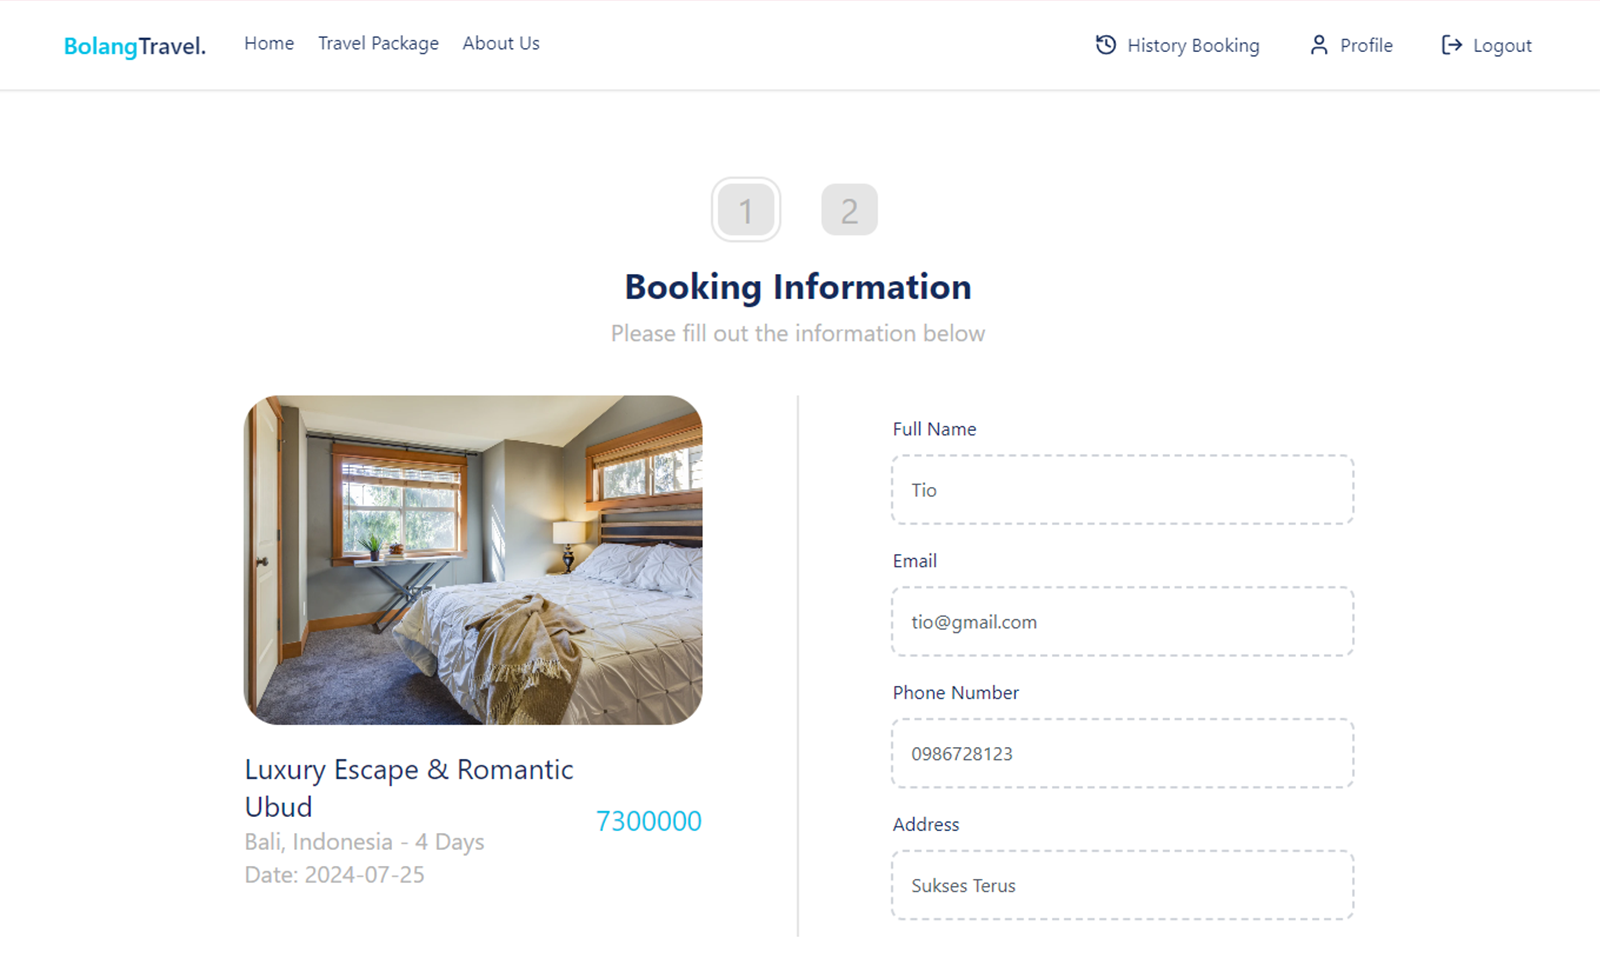 BolangTravel. Home Travel Package About Us History Booking Profile Logout
1 2
Booking Information
Please fill out the information below
Luxury Escape & Romantic
Ubud
7300000
Bali, Indonesia - 4 Days
Date: 2024-07-25
Full Name
Tio
Email
tio@gmail.com
Phone Number
0986728123
Address
Sukses Terus